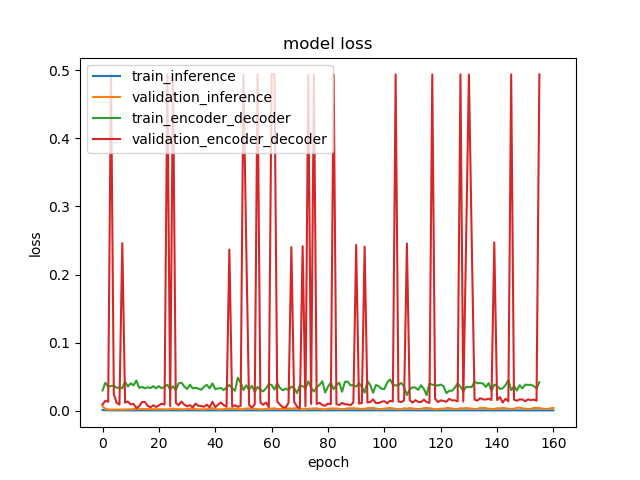 model loss
train_inference
validation_inference
train_encoder_decoder
validation_encoder_decoder
loss
0.5
0.4
0.3
0.2
0.1
0.0
0 20 40 60 80 100 120 140 160
epoch